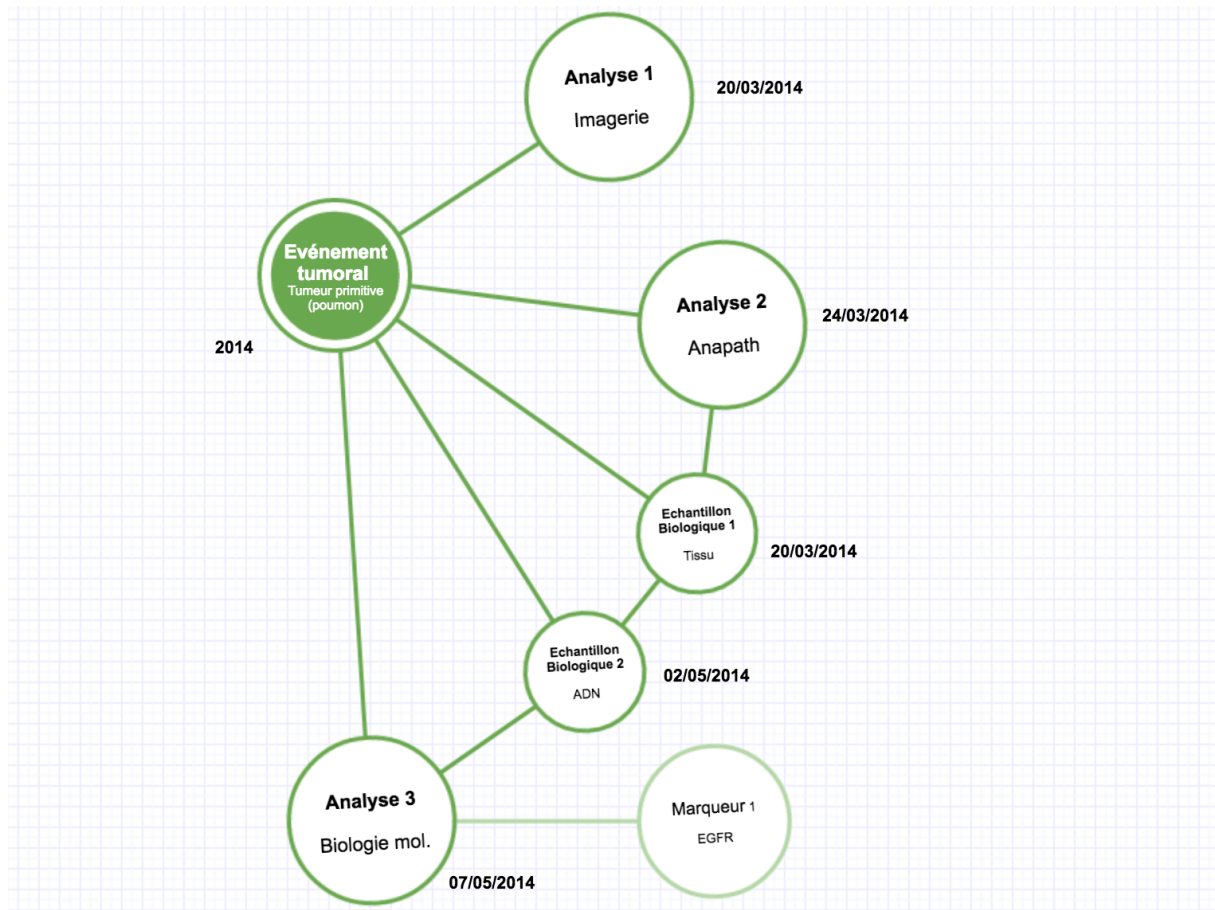 Analyse 1
Imagerie
20/03/2014
Evénement
tumoral
Tumeur primitive
(poumon)
2014
Analyse 2
Anapath
24/03/2014
Echantillon
Biologique 1
Tissu
20/03/2014
Echantillon
Biologique 2
ADN
02/05/2014
Analyse 3
Biologie mol.
07/05/2014
Marqueur 1
EGFR